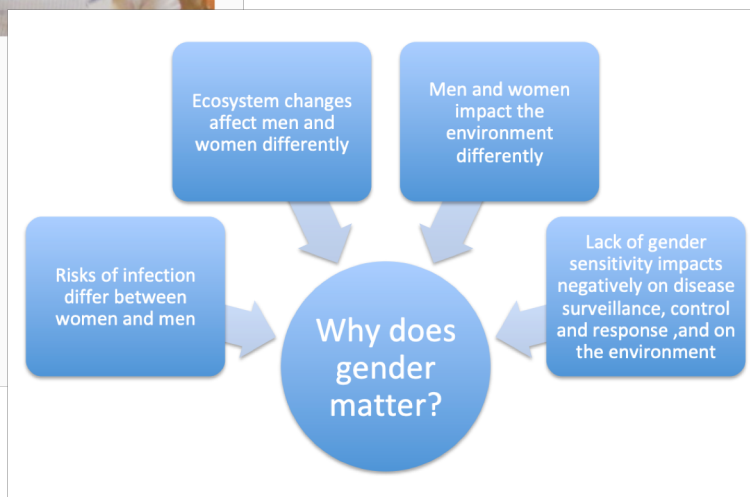 Ecosystem changes
affect men and
women differently
Men and women
impact the
environment
differently
Risks of infection
differ between
women and men
Lack of gender
sensitivity impacts
negatively on disease
surveillance, control
and response ,and on
the environment
Why does
gender
matter?